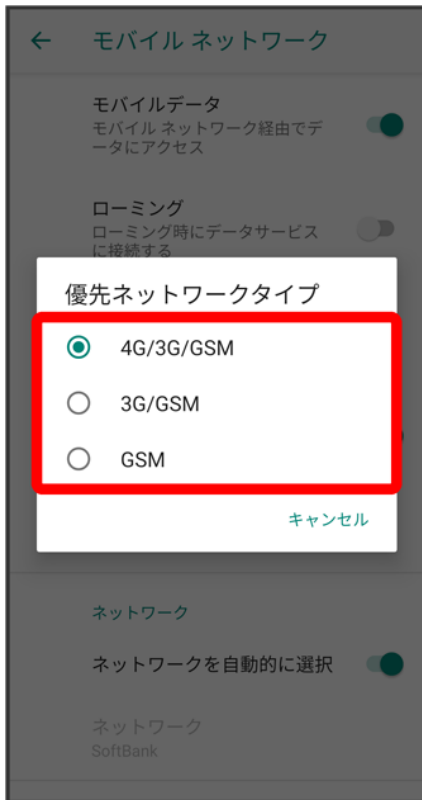 モバイル ネットワーク
モバイルデータ
モバイル ネットワーク経由でデ
ータにアクセス
ローミング
ローミング時にデータサービス
に接続する
優先ネットワークタイプ
4G/3G/GSM
3G/GSM
GSM
キャンセル
ネットワーク
ネットワークを自動的に選択
ネットワーク
SoftBank